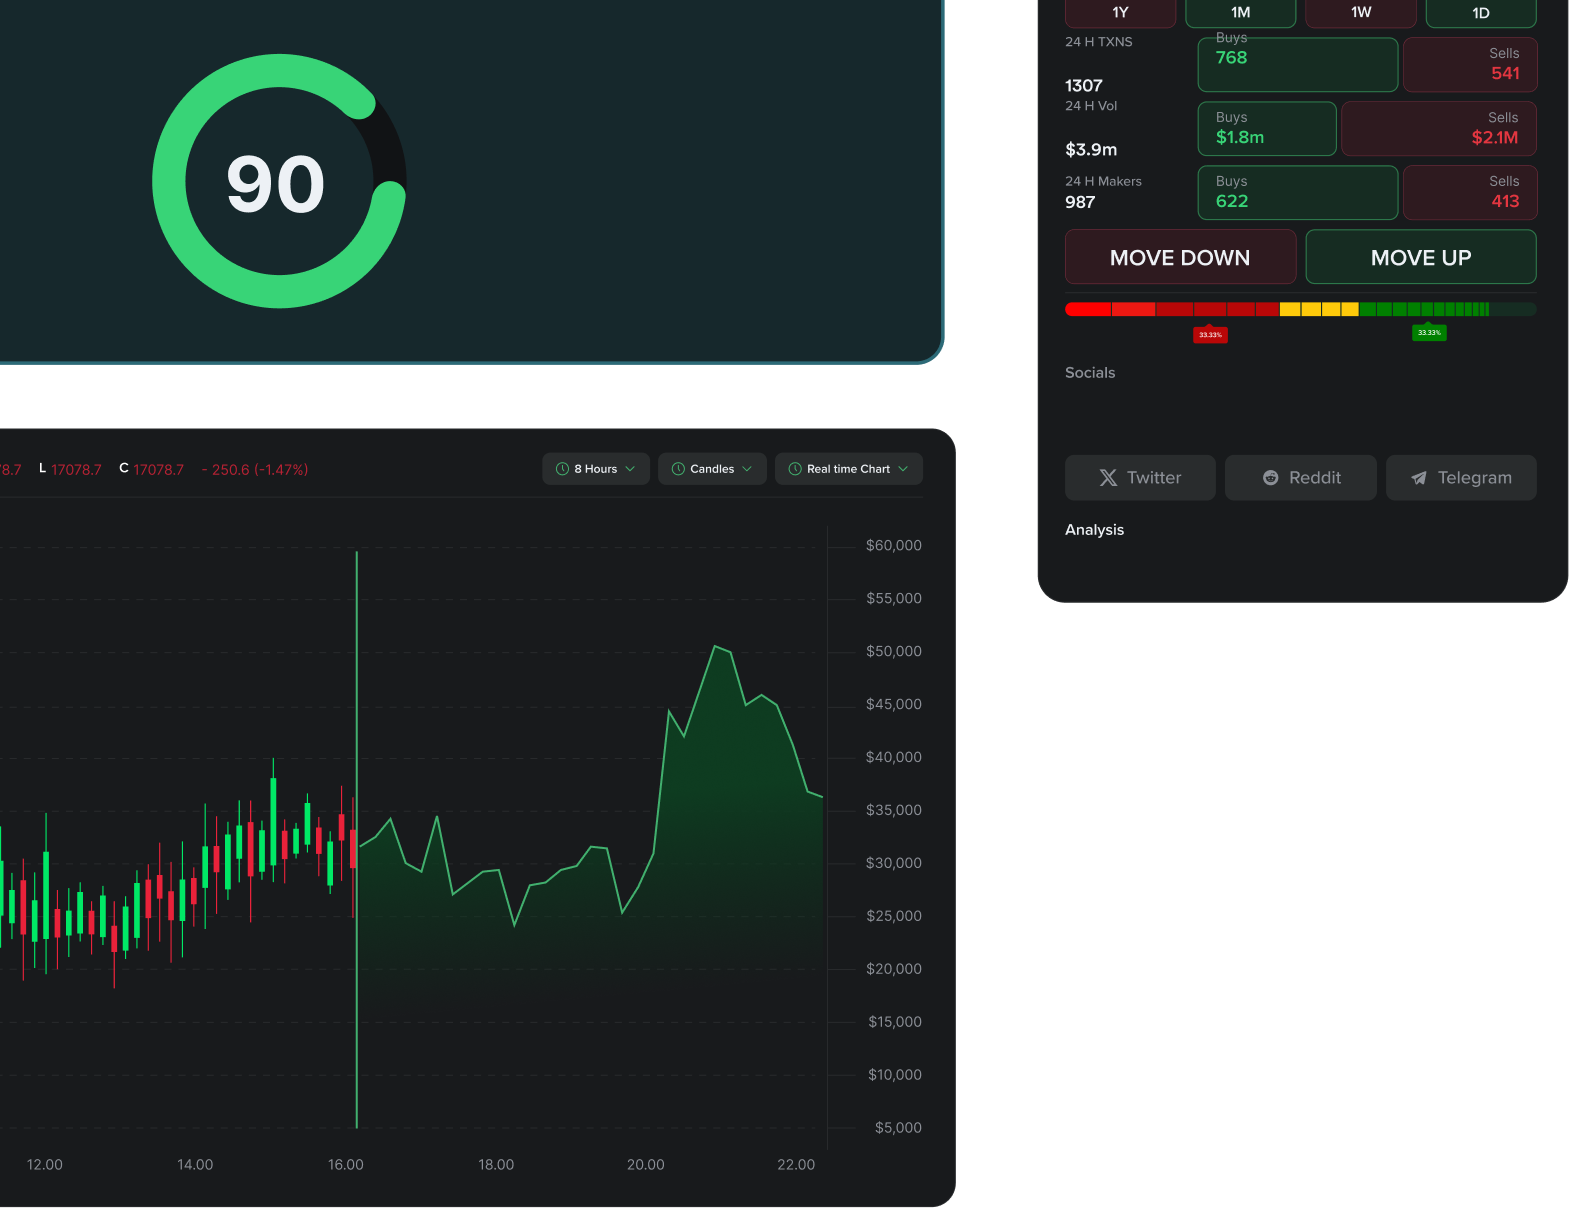 90
1Y 1M 1W 1D
24 H TXNS
1307
Buys
768
Sells
541
24 H Vol
$3.9m
Buys
$1.8m
Sells
$2.1M
24 H Makers
987
Buys
622
Sells
413
MOVE DOWN MOVE UP
33.33% 33.33%
Socials
Twitter Reddit Telegram
Analysis
8.7 L 17078.7 C 17078.7 - 250.6 (-1.47%)
8 Hours Candles Real time Chart
$60,000
$55,000
$50,000
$45,000
$40,000
$35,000
$30,000
$25,000
$20,000
$15,000
$10,000
$5,000
12.00 14.00 16.00 18.00 20.00 22.00